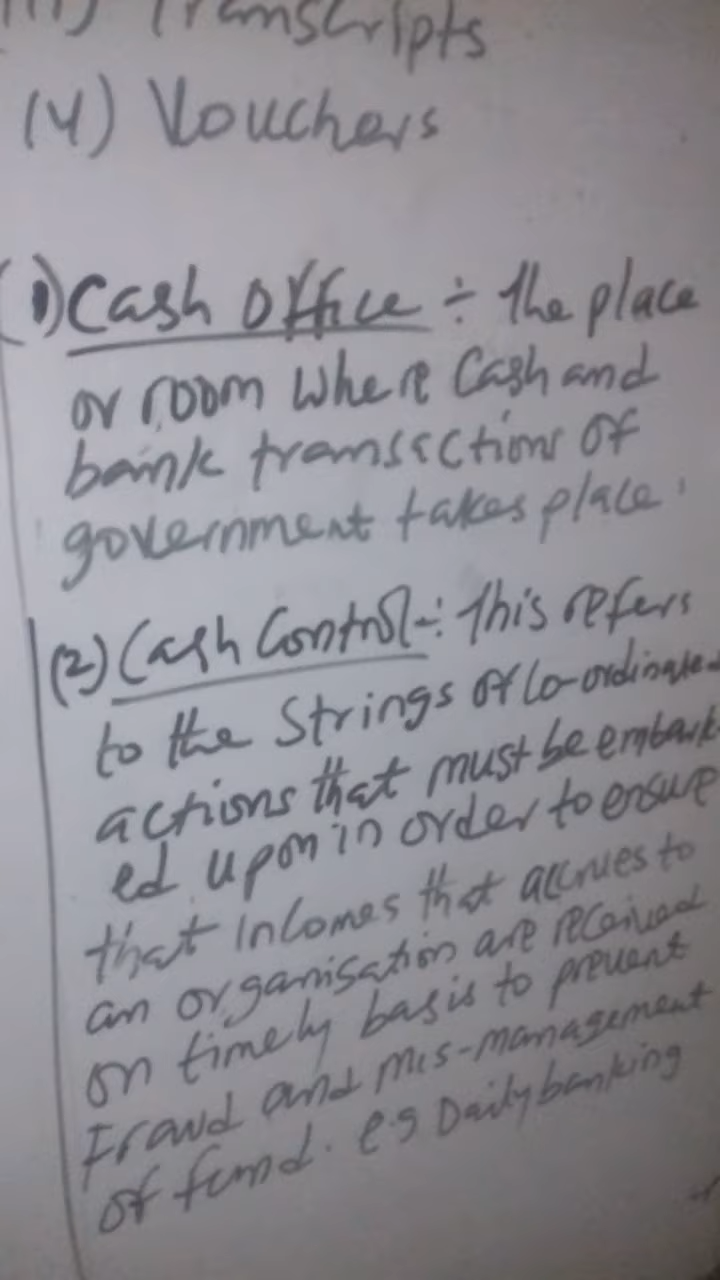 (iii) Transcripts
(4) Vouchers
(1) Cash Office ÷ the place
or room where Cash and
bank transactions of
government takes place.
(2) Cash Control -: this refers
to the Strings of Co-ordinated
actions that must be embark-
ed upon in order to ensure
that Incomes that accrues to
an organisation are received
on timely basis to prevent
Fraud and mis-management
of fund. e.g Daily banking